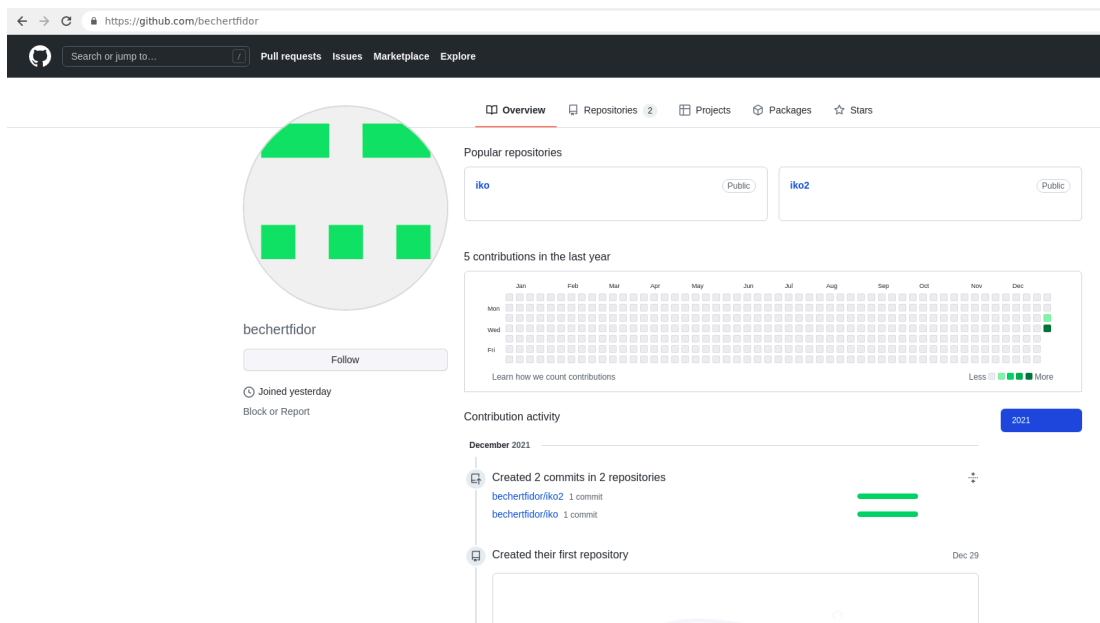 https://github.com/bechertfidor
Search or jump to… / Pull requests Issues Marketplace Explore
Overview Repositories 2 Projects Packages Stars
Popular repositories
iko Public iko2 Public
5 contributions in the last year
Jan Feb Mar Apr May Jun Jul Aug Sep Oct Nov Dec
Mon
Wed
Fri
Learn how we count contributions Less More
bechertfidor
Follow
Joined yesterday
Block or Report
Contribution activity
2021
December 2021
Created 2 commits in 2 repositories
bechertfidor/iko2 1 commit
bechertfidor/iko 1 commit
Created their first repository Dec 29